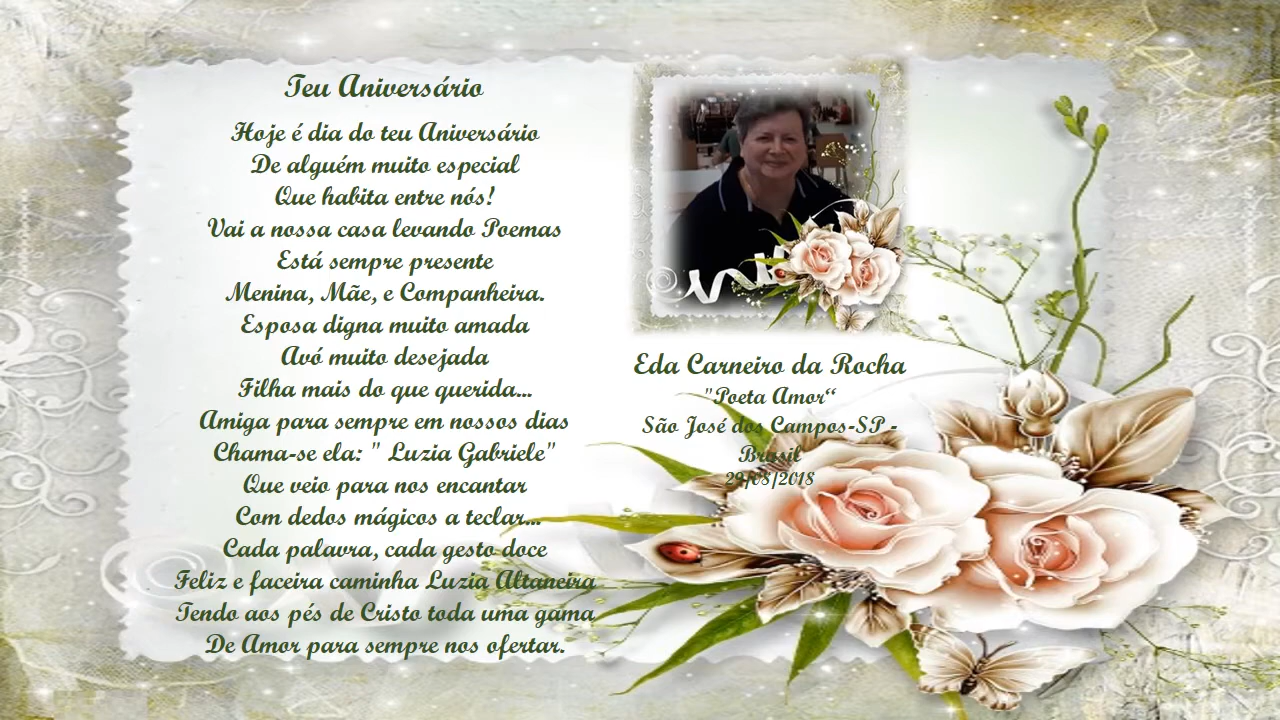 Teu Aniversário
Hoje é dia do teu Aniversário
De alguém muito especial
Que habita entre nós!
Vai a nossa casa levando Poemas
Está sempre presente
Menina, Mãe, e Companheira.
Esposa digna muito amada
Avó muito desejada
Filha mais do que querida...
Amiga para sempre em nossos dias
Chama-se ela: " Luzia Gabriele"
Que veio para nos encantar
Com dedos mágicos a teclar...
Cada palavra, cada gesto doce
Feliz e faceira caminha Luzia Altaneira
Tendo aos pés de Cristo toda uma gama
De Amor para sempre nos ofertar.
Eda Carneiro da Rocha
"Poeta Amor“
São José dos Campos-SP -
Brasil
29/08/2018